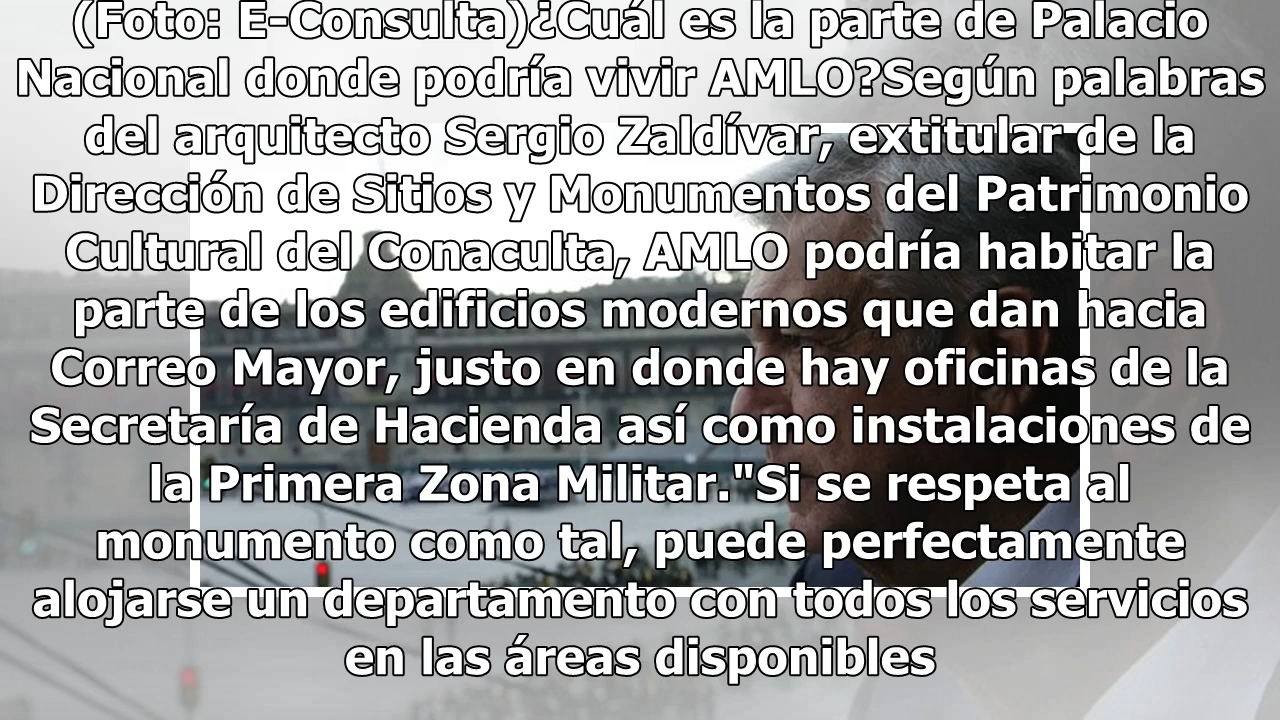 (Foto: E-Consulta)¿Cuál es la parte de Palacio
Nacional donde podría vivir AMLO?Según palabras
del arquitecto Sergio Zaldívar, extitular de la
Dirección de Sitios y Monumentos del Patrimonio
Cultural del Conaculta, AMLO podría habitar la
parte de los edificios modernos que dan hacia
Correo Mayor, justo en donde hay oficinas de la
Secretaría de Hacienda así como instalaciones de
la Primera Zona Militar."Si se respeta al
monumento como tal, puede perfectamente
alojarse un departamento con todos los servicios
en las áreas disponibles